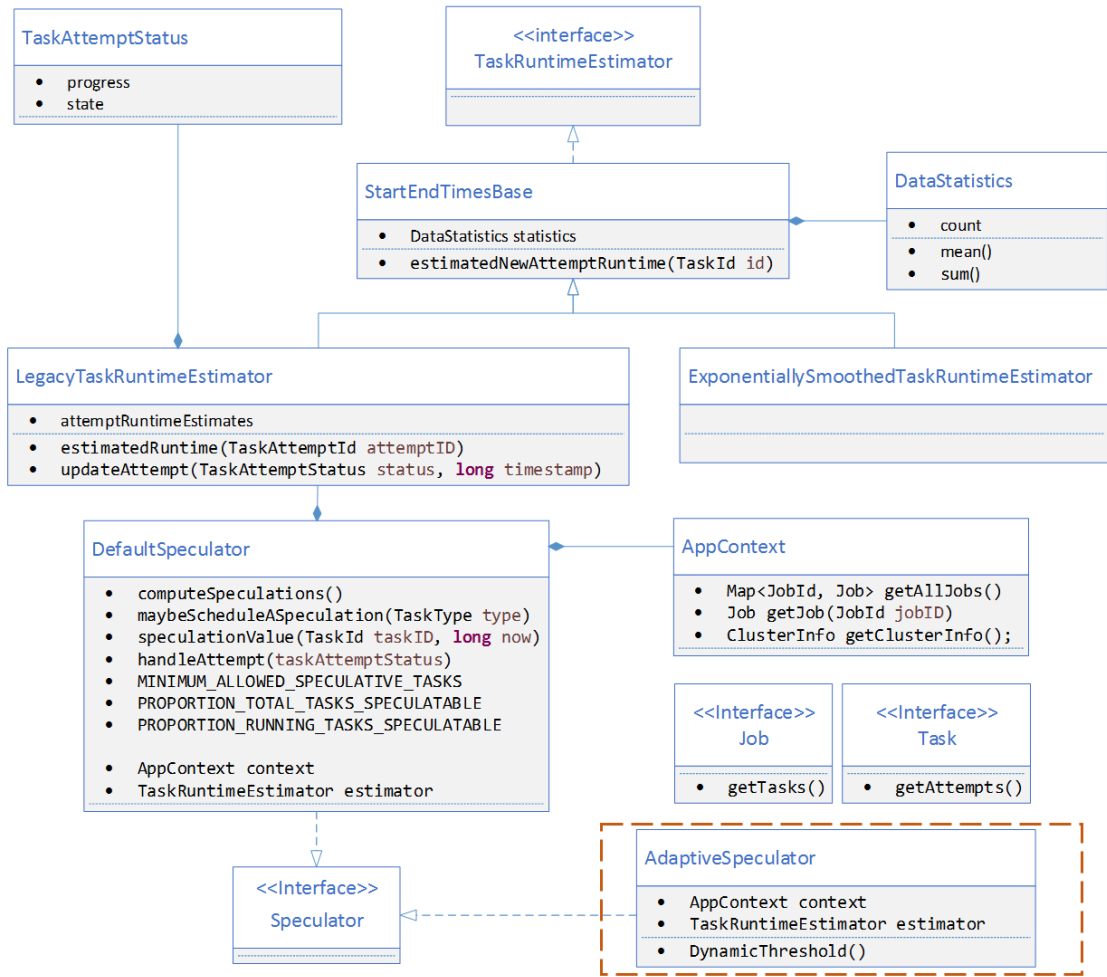 TaskAttemptStatus
• progress
• state
<<interface>>
TaskRuntimeEstimator
StartEndTimesBase
• DataStatistics statistics
• estimatedNewAttemptRuntime(TaskId id)
DataStatistics
• count
• mean()
• sum()
LegacyTaskRuntimeEstimator
• attemptRuntimeEstimates
• estimatedRuntime(TaskAttemptId attemptID)
• updateAttempt(TaskAttemptStatus status, long timestamp)
ExponentiallySmoothedTaskRuntimeEstimator
DefaultSpeculator
• computeSpeculations()
• maybeScheduleASpeculation(TaskType type)
• speculationValue(TaskId taskID, long now)
• handleAttempt(taskAttemptStatus)
• MINIMUM_ALLOWED_SPECULATIVE_TASKS
• PROPORTION_TOTAL_TASKS_SPECULATABLE
• PROPORTION_RUNNING_TASKS_SPECULATABLE
• AppContext context
• TaskRuntimeEstimator estimator
AppContext
• Map<JobId, Job> getAllJobs()
• Job getJob(JobId jobID)
• ClusterInfo getClusterInfo();
<<Interface>>
Job
• getTasks()
<<Interface>>
Task
• getAttempts()
<<Interface>>
Speculator
AdaptiveSpeculator
• AppContext context
• TaskRuntimeEstimator estimator
• DynamicThreshold()